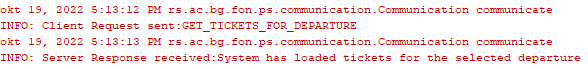 okt 19, 2022 5:13:12 PM rs.ac.bg.fon.ps.communication.Communication communicate
INFO: Client Request sent:GET_TICKETS_FOR_DEPARTURE
okt 19, 2022 5:13:13 PM rs.ac.bg.fon.ps.communication.Communication communicate
INFO: Server Response received:System has loaded tickets for the selected departure